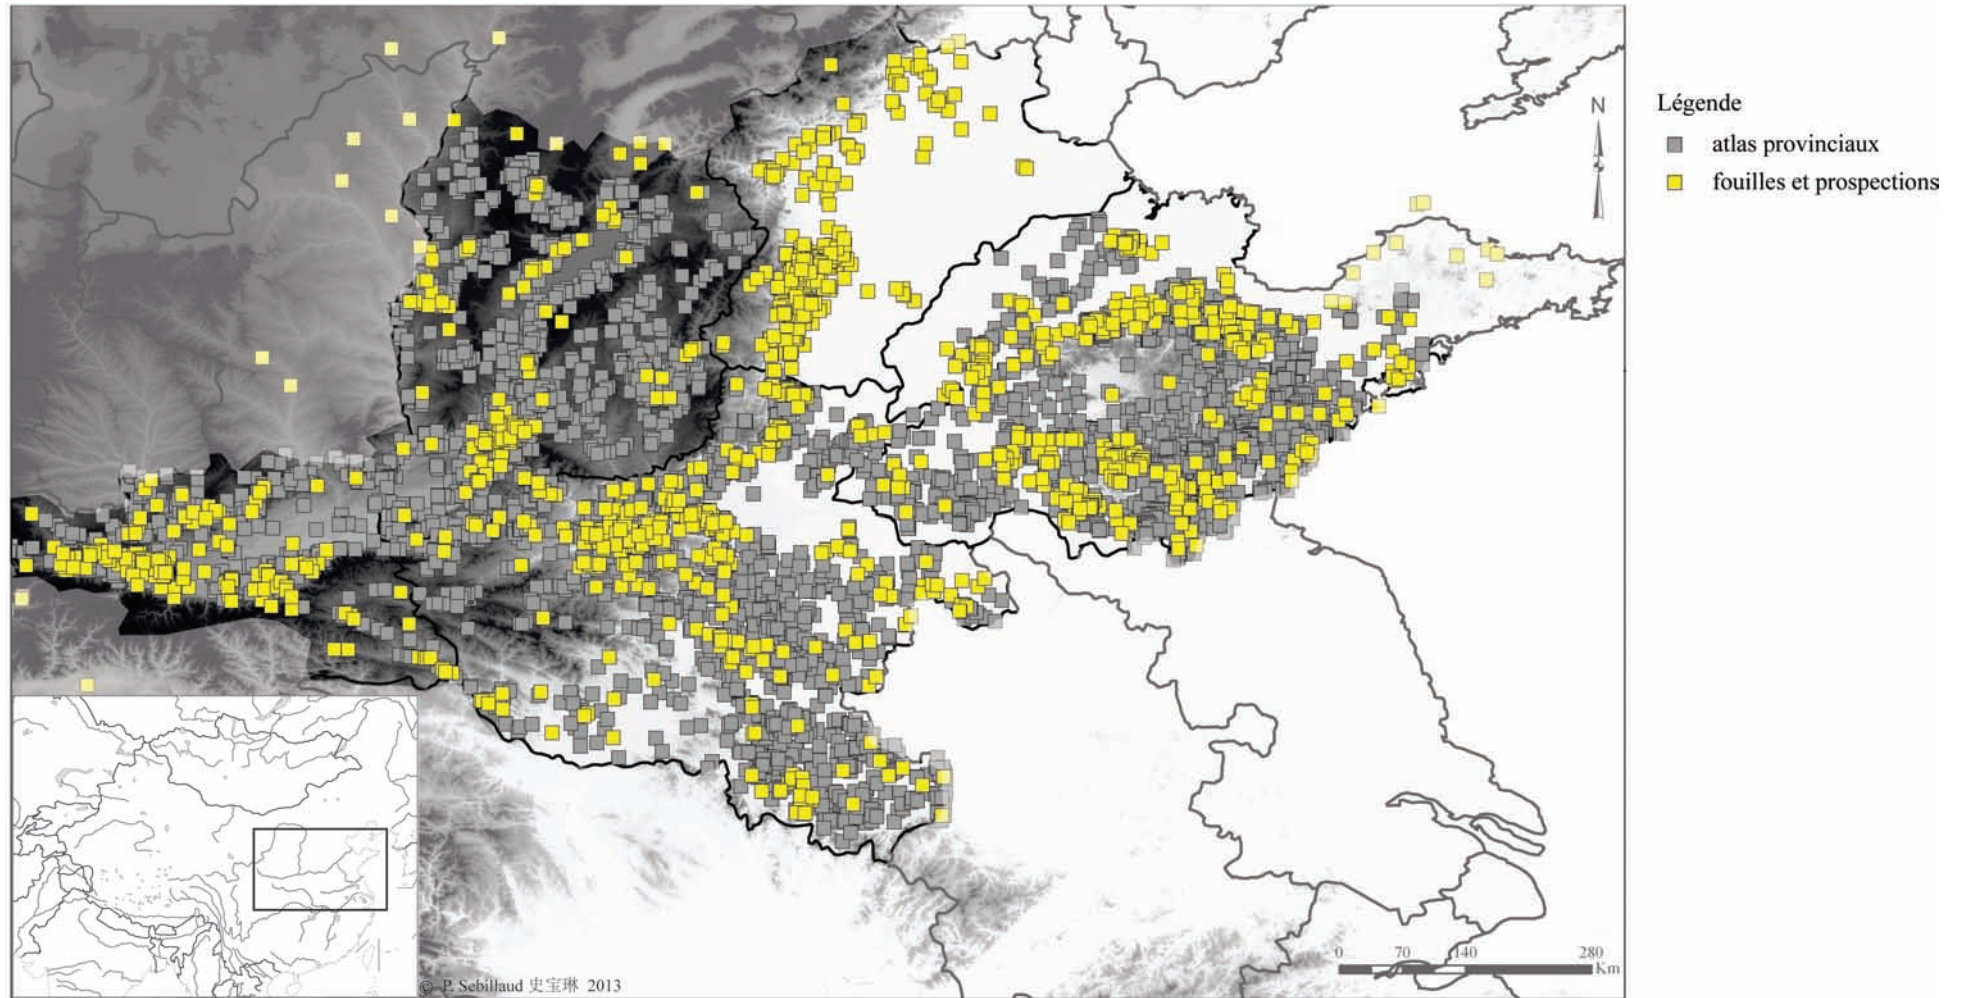 Légende
N
atlas provinciaux
fouilles et prospections
0 70 140 280
Km
© P. Sebillaud 史宝琳 2013